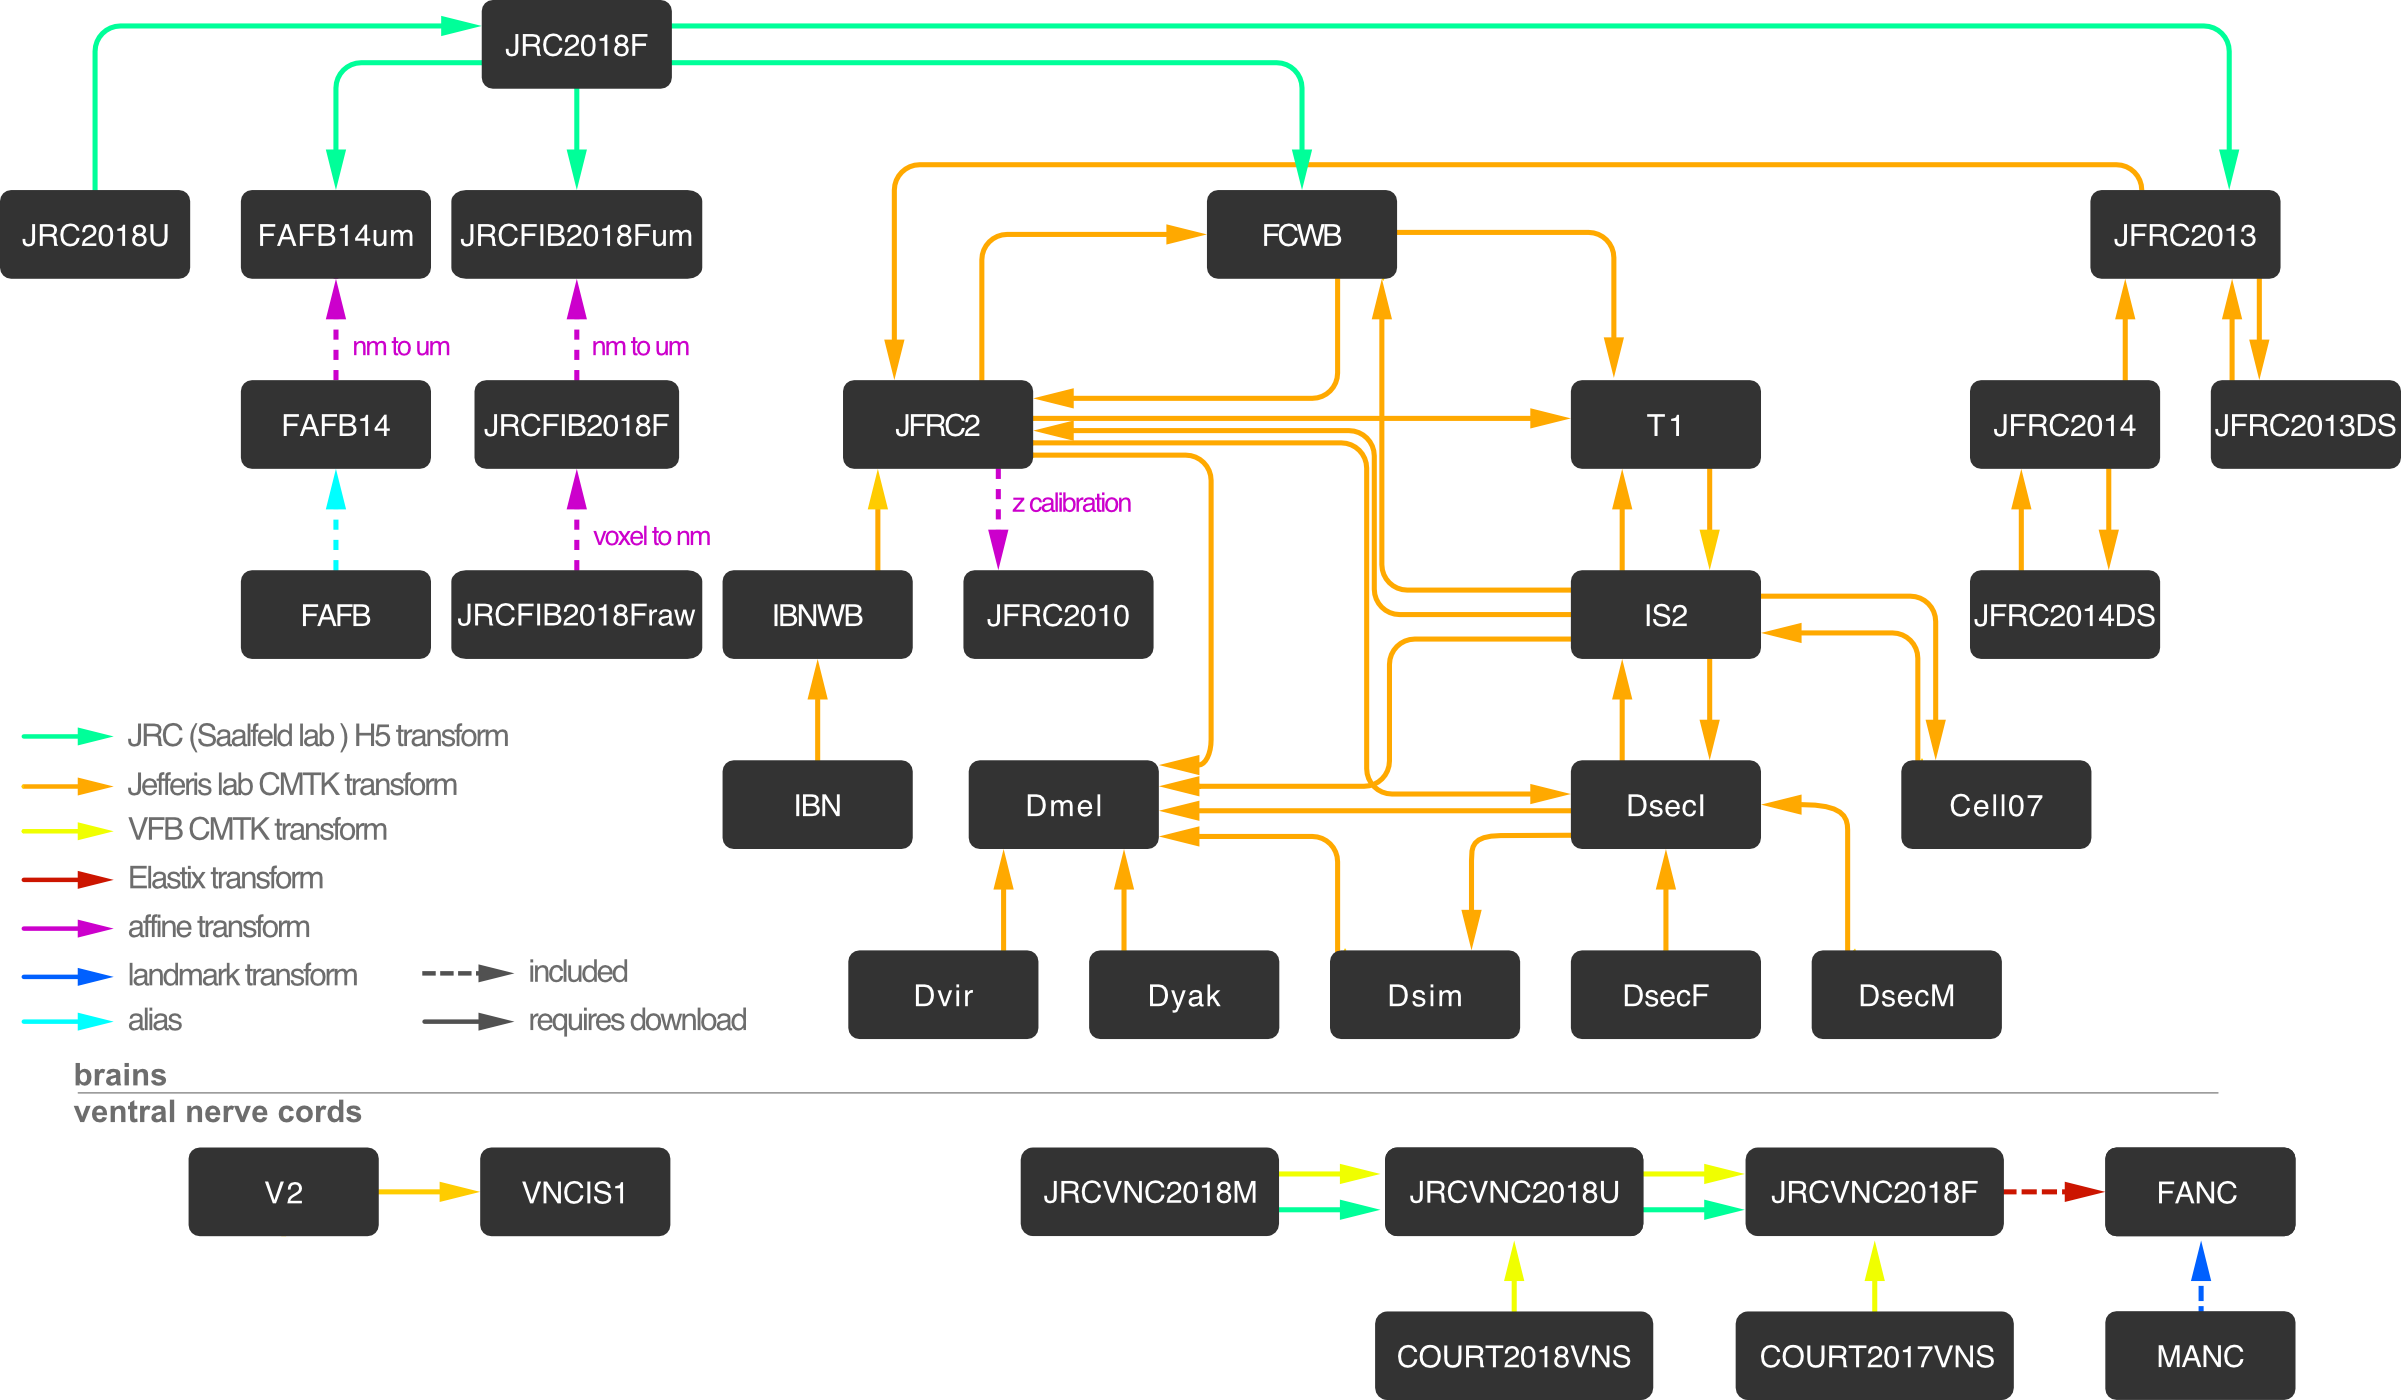 JRC2018F
JRC2018U
FAFB14um
JRCFIB2018Fum
FCWB
JFRC2013
nm to um
nm to um
FAFB14
JRCFIB2018F
JFRC2
T1
JFRC2014
JFRC2013DS
z calibration
voxel to nm
FAFB
JRCFIB2018Fraw
IBNWB
JFRC2010
IS2
JFRC2014DS
JRC (Saalfeld lab ) H5 transform
Jefferis lab CMTK transform
VFB CMTK transform
Elastix transform
affine transform
landmark transform
alias
included
requires download
IBN
Dmel
DsecI
Cell07
Dvir
Dyak
Dsim
DsecF
DsecM
brains
ventral nerve cords
V2
VNCIS1
JRCVNC2018M
JRCVNC2018U
JRCVNC2018F
FANC
COURT2018VNS
COURT2017VNS
MANC